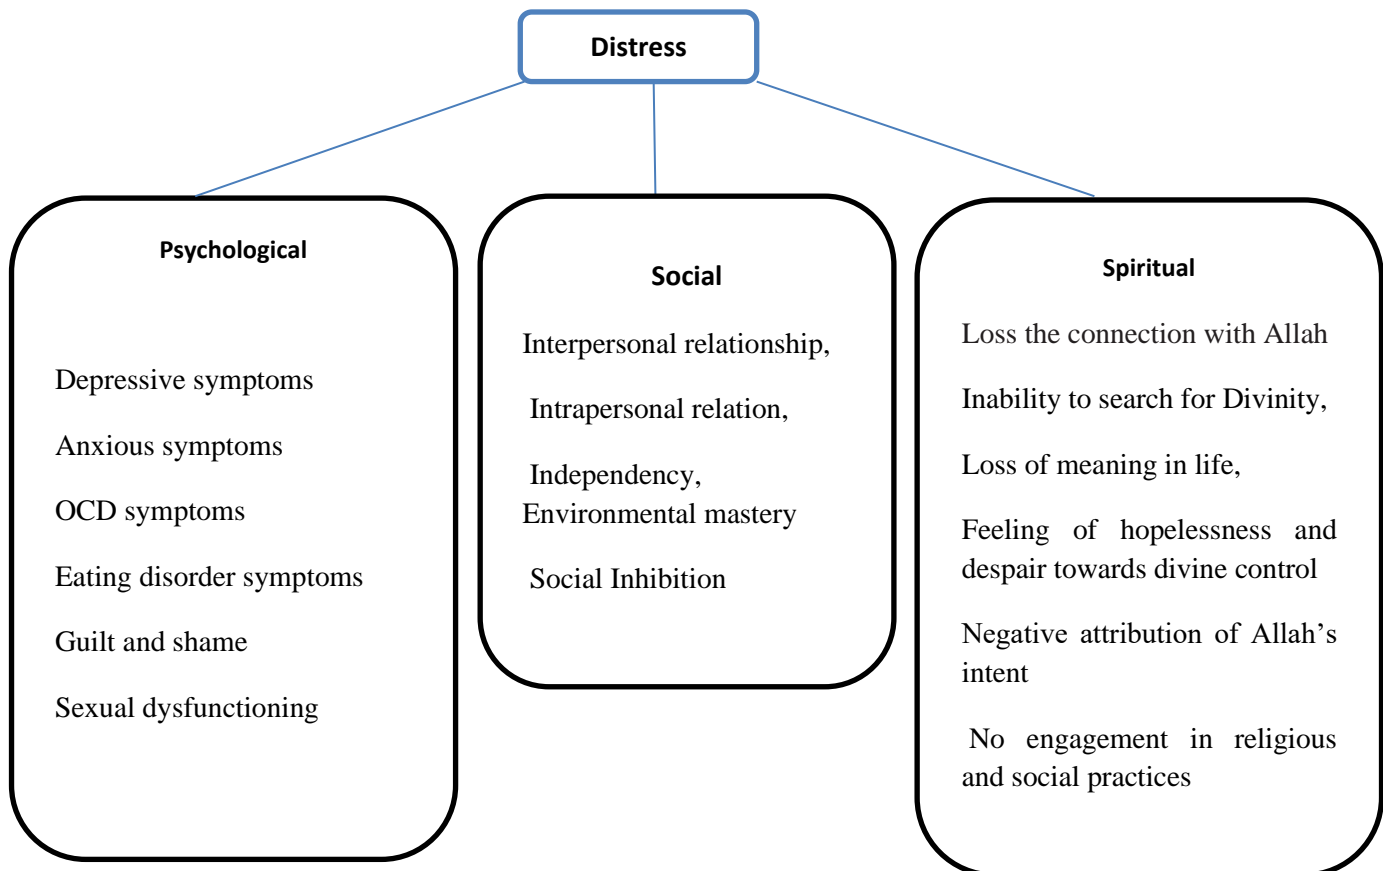 Distress
Psychological
Depressive symptoms
Anxious symptoms
OCD symptoms
Eating disorder symptoms
Guilt and shame
Sexual dysfunctioning
Social
Interpersonal relationship,
Intrapersonal relation,
Independency,
Environmental mastery
Social Inhibition
Spiritual
Loss the connection with Allah
Inability to search for Divinity,
Loss of meaning in life,
Feeling of hopelessness and
despair towards divine control
Negative attribution of Allah’s
intent
No engagement in religious
and social practices